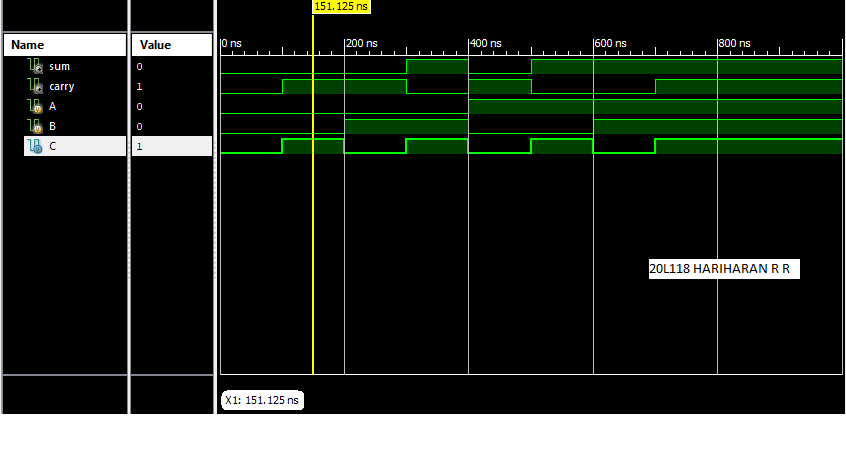 151.125 ns
Name Value
0 ns 200 ns 400 ns 600 ns 800 ns
sum 0
carry 1
A 0
B 0
C 1
20L118 HARIHARAN R R
X1: 151.125 ns